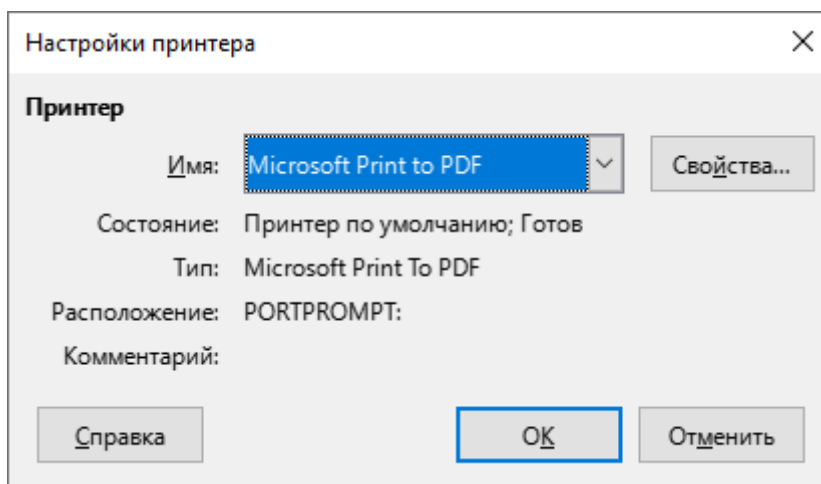 Настройки принтера
Принтер
Имя: Microsoft Print to PDF Свойства...
Состояние: Принтер по умолчанию; Готов
Тип: Microsoft Print To PDF
Расположение: PORTPROMPT:
Комментарий:
Справка OK Отменить